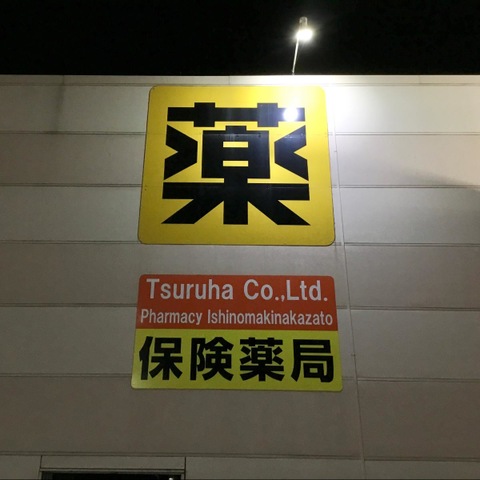 薬
Tsuruha Co.,Ltd.
Pharmacy Ishinomakinakazato
保険薬局